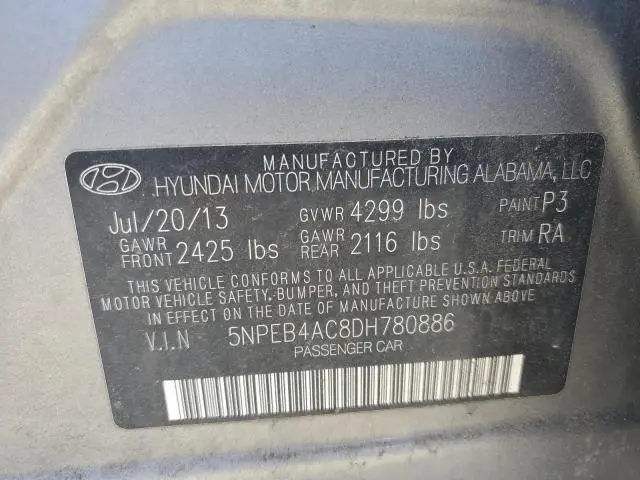 MANUFACTURED BY
HYUNDAI MOTOR MANUFACTURING ALABAMA, LLC
Jul/20/13 GVWR 4299 lbs PAINT P3
GAWR FRONT 2425 lbs GAWR REAR 2116 lbs TRIM RA
THIS VEHICLE CONFORMS TO ALL APPLICABLE U.S.A. FEDERAL
MOTOR VEHICLE SAFETY, BUMPER, AND THEFT PREVENTION STANDARDS
IN EFFECT ON THE DATE OF MANUFACTURE SHOWN ABOVE.
V.I.N 5NPEB4AC8DH780886
PASSENGER CAR